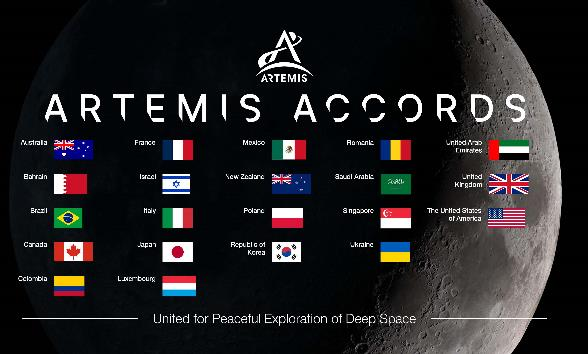 ARTEMIS
ARTEMIS ACCORDS
Australia
Bahrain
Brazil
Canada
Colombia
France
Israel
Italy
Japan
Luxembourg
Mexico
New Zealand
Poland
Republic of
Korea
Romania
Saudi Arabia
Singapore
Ukraine
United Arab
Emirates
United
Kingdom
The United States
of America
United for Peaceful Exploration of Deep Space